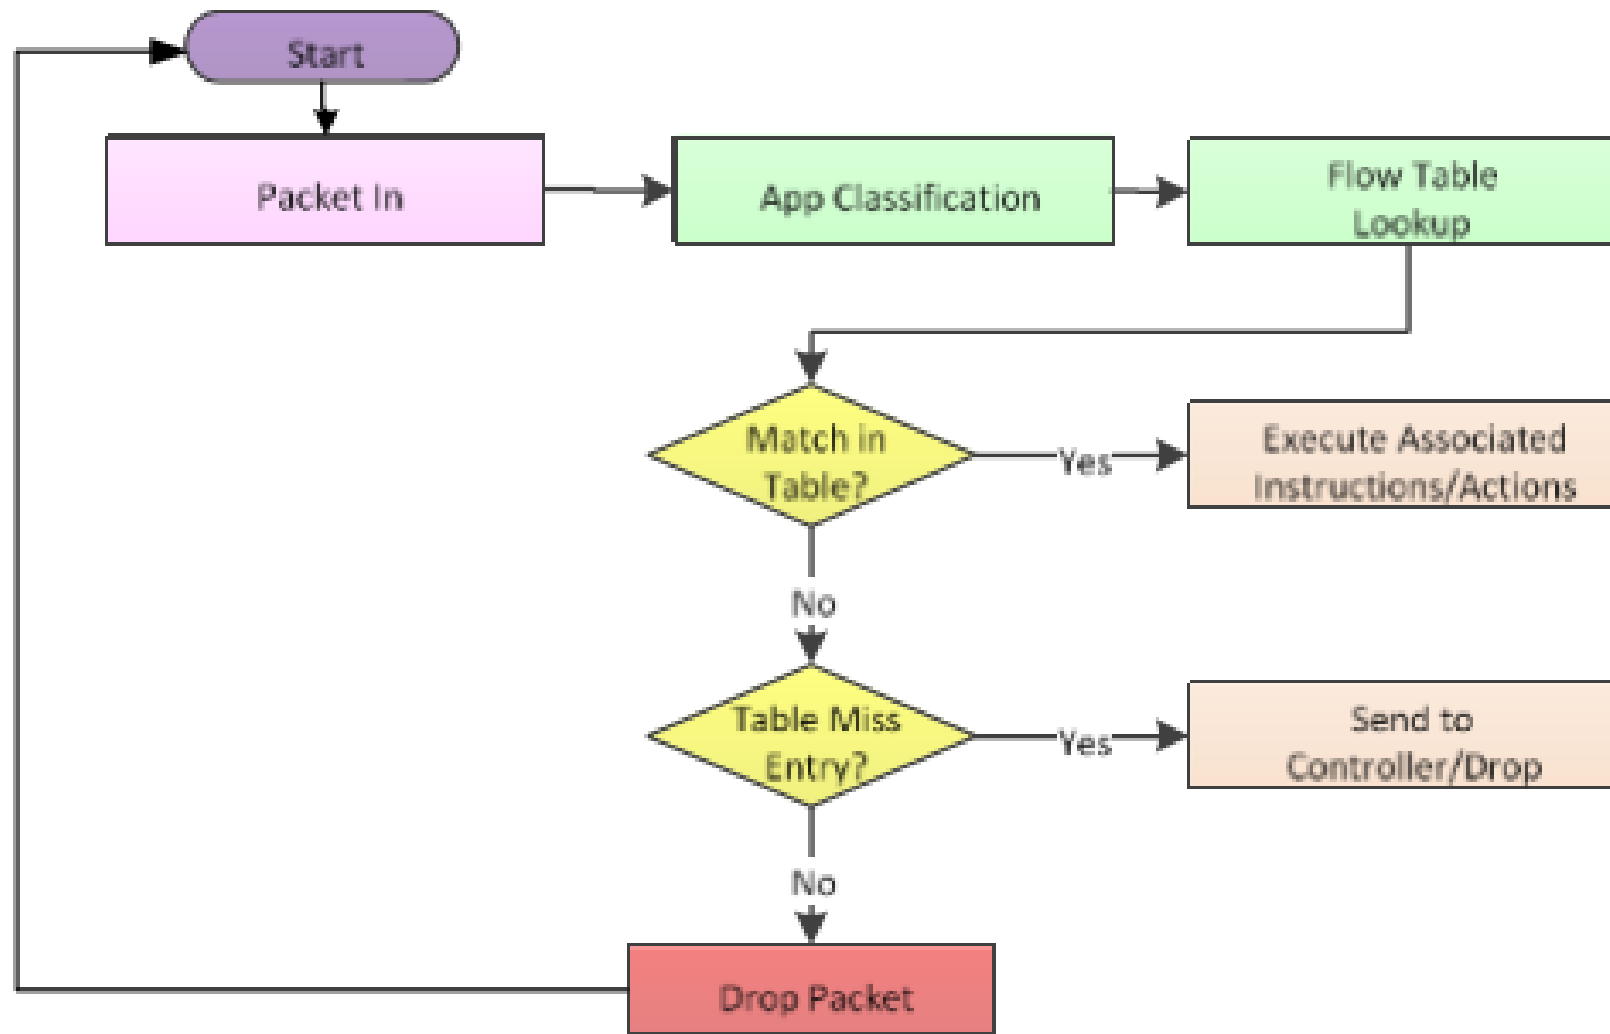 Start
Packet In
App Classification
Flow Table
Lookup
Match in
Table?
Yes
Execute Associated
Instructions/Actions
No
Table Miss
Entry?
Yes
Send to
Controller/Drop
No
Drop Packet